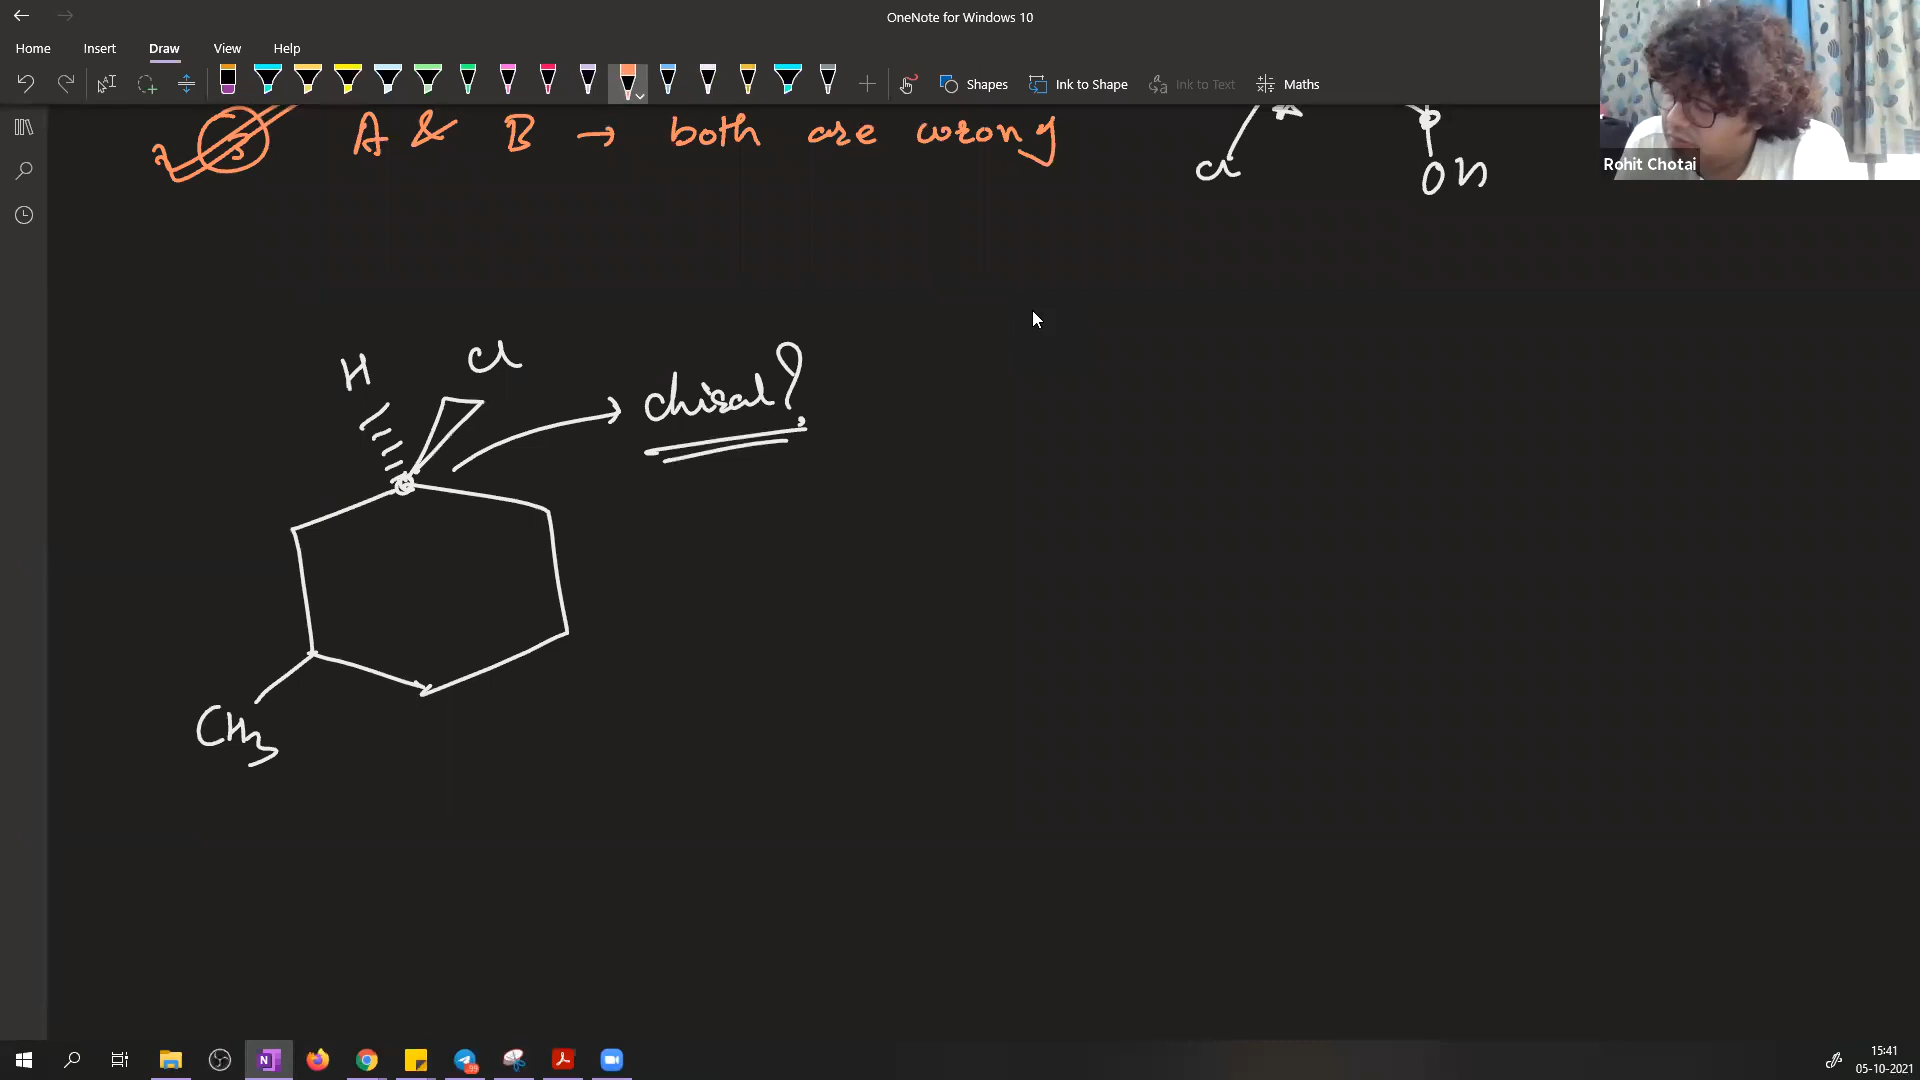 OneNote for Windows 10
Home Insert Draw View Help
Shapes Ink to Shape Ink to Text Maths
A & B → both are wrong
Cl
OH
Rohit Chotai
H Cl
chiral?
CH3
15:41
05-10-2021